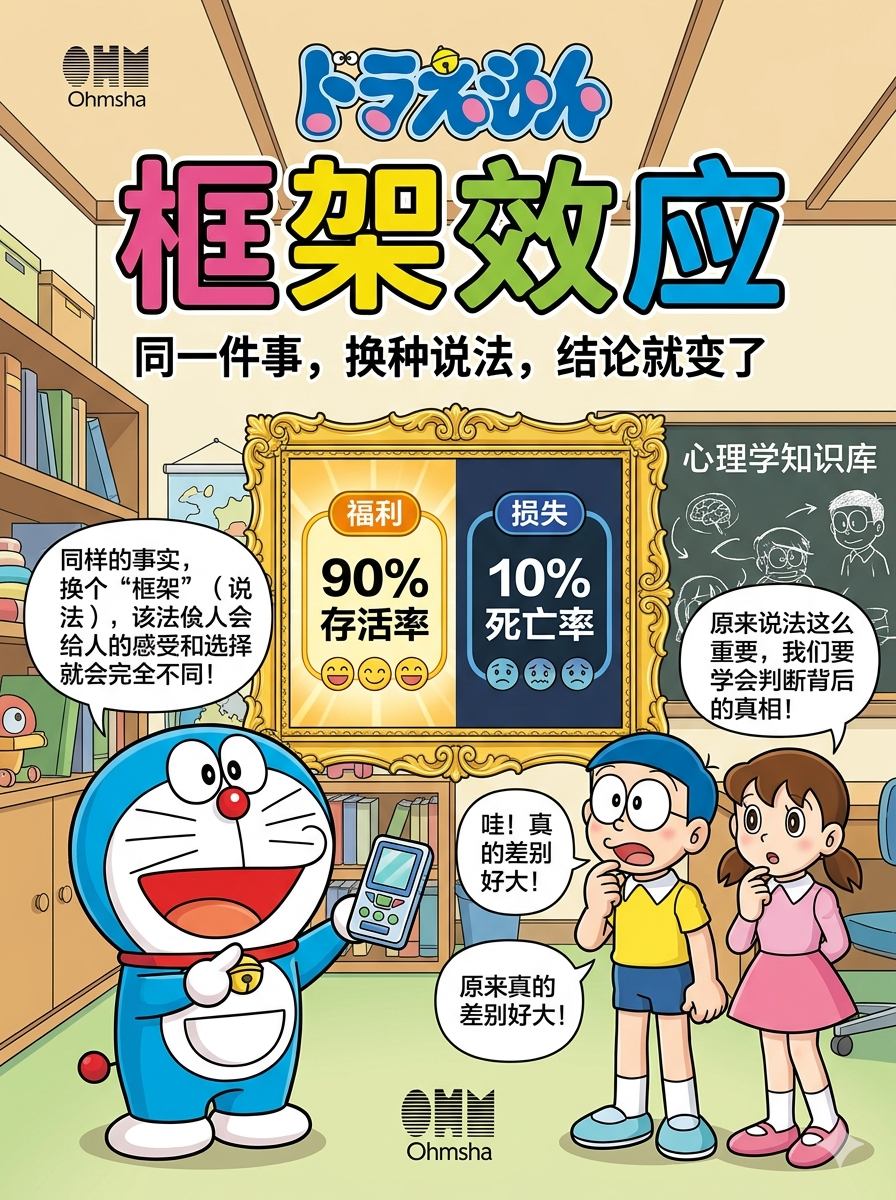 OHM
Ohmsha
ドラえもん
框架效应
同一件事，换种说法，结论就变了
心理学知识库
福利
90%
存活率
损失
10%
死亡率
同样的事实，
换个“框架”（说
法），该法俭人会
给人的感受和选择
就会完全不同！
原来说法这么
重要，我们要
学会判断背后
的真相！
哇！真
的差别
好大！
原来真的
差别好大！
OHM
Ohmsha